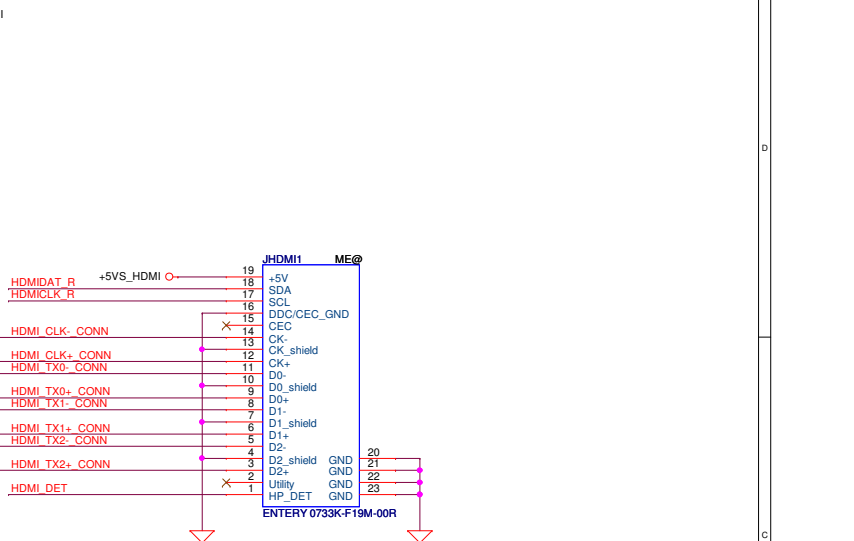 I
D
JHDMI1 ME@
+5VS_HDMI 19 +5V
HDMIDAT_R 18 SDA
HDMICLK_R 17 SCL
16 DDC/CEC_GND
15 CEC
HDMI_CLK-_CONN 14 CK-
13 CK_shield
HDMI_CLK+_CONN 12 CK+
HDMI_TX0-_CONN 11 D0-
10 D0_shield
HDMI_TX0+_CONN 9 D0+
HDMI_TX1-_CONN 8 D1-
7 D1_shield
HDMI_TX1+_CONN 6 D1+
HDMI_TX2-_CONN 5 D2-
4 D2_shield GND 20
HDMI_TX2+_CONN 3 D2+ GND 21
2 Utility GND 22
HDMI_DET 1 HP_DET GND 23
ENTERY 0733K-F19M-00R
C